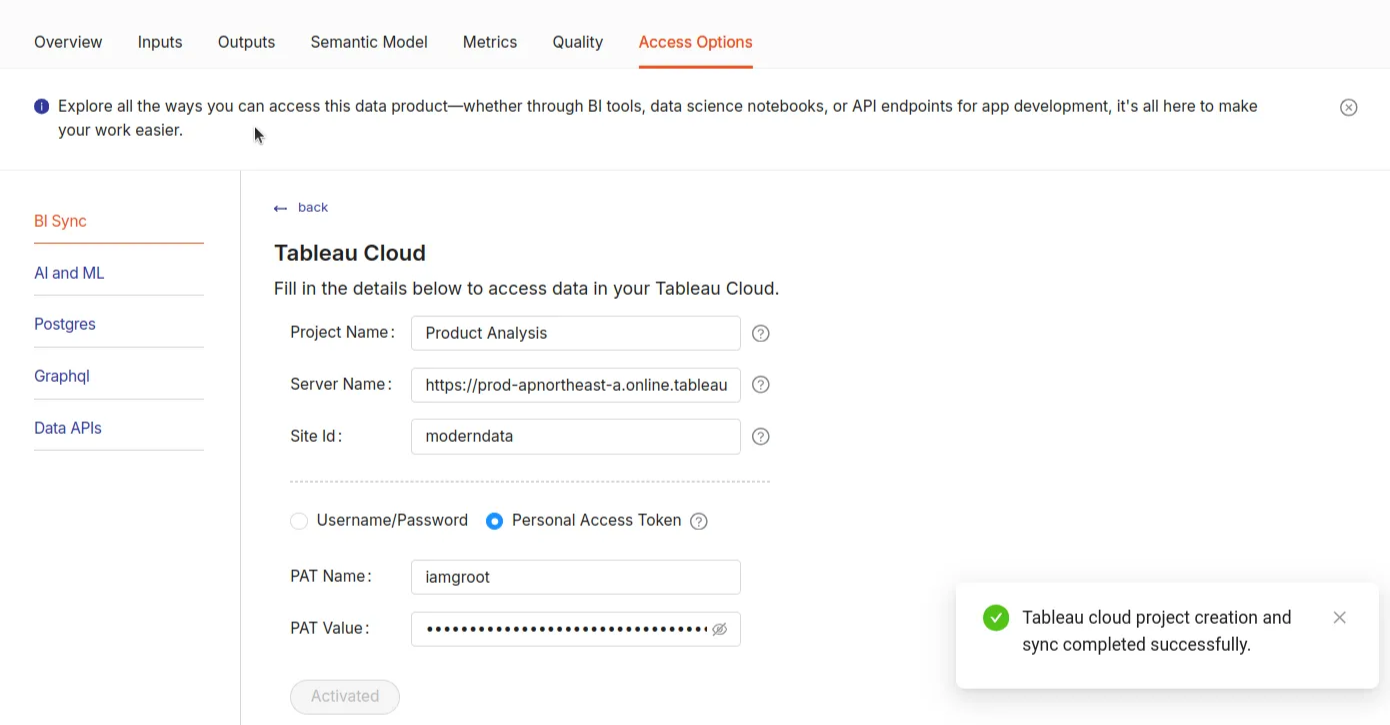 Overview Inputs Outputs Semantic Model Metrics Quality Access Options
Explore all the ways you can access this data product—whether through BI tools, data science notebooks, or API endpoints for app development, it's all here to make
your work easier.
BI Sync
AI and ML
Postgres
Graphql
Data APIs
← back
Tableau Cloud
Fill in the details below to access data in your Tableau Cloud.
Project Name: Product Analysis
Server Name: https://prod-apnortheast-a.online.tableau
Site Id: moderndata
Username/Password Personal Access Token
PAT Name: iamgroot
PAT Value: ••••••••••••••••••••••••••••••••
Activated
Tableau cloud project creation and
sync completed successfully.